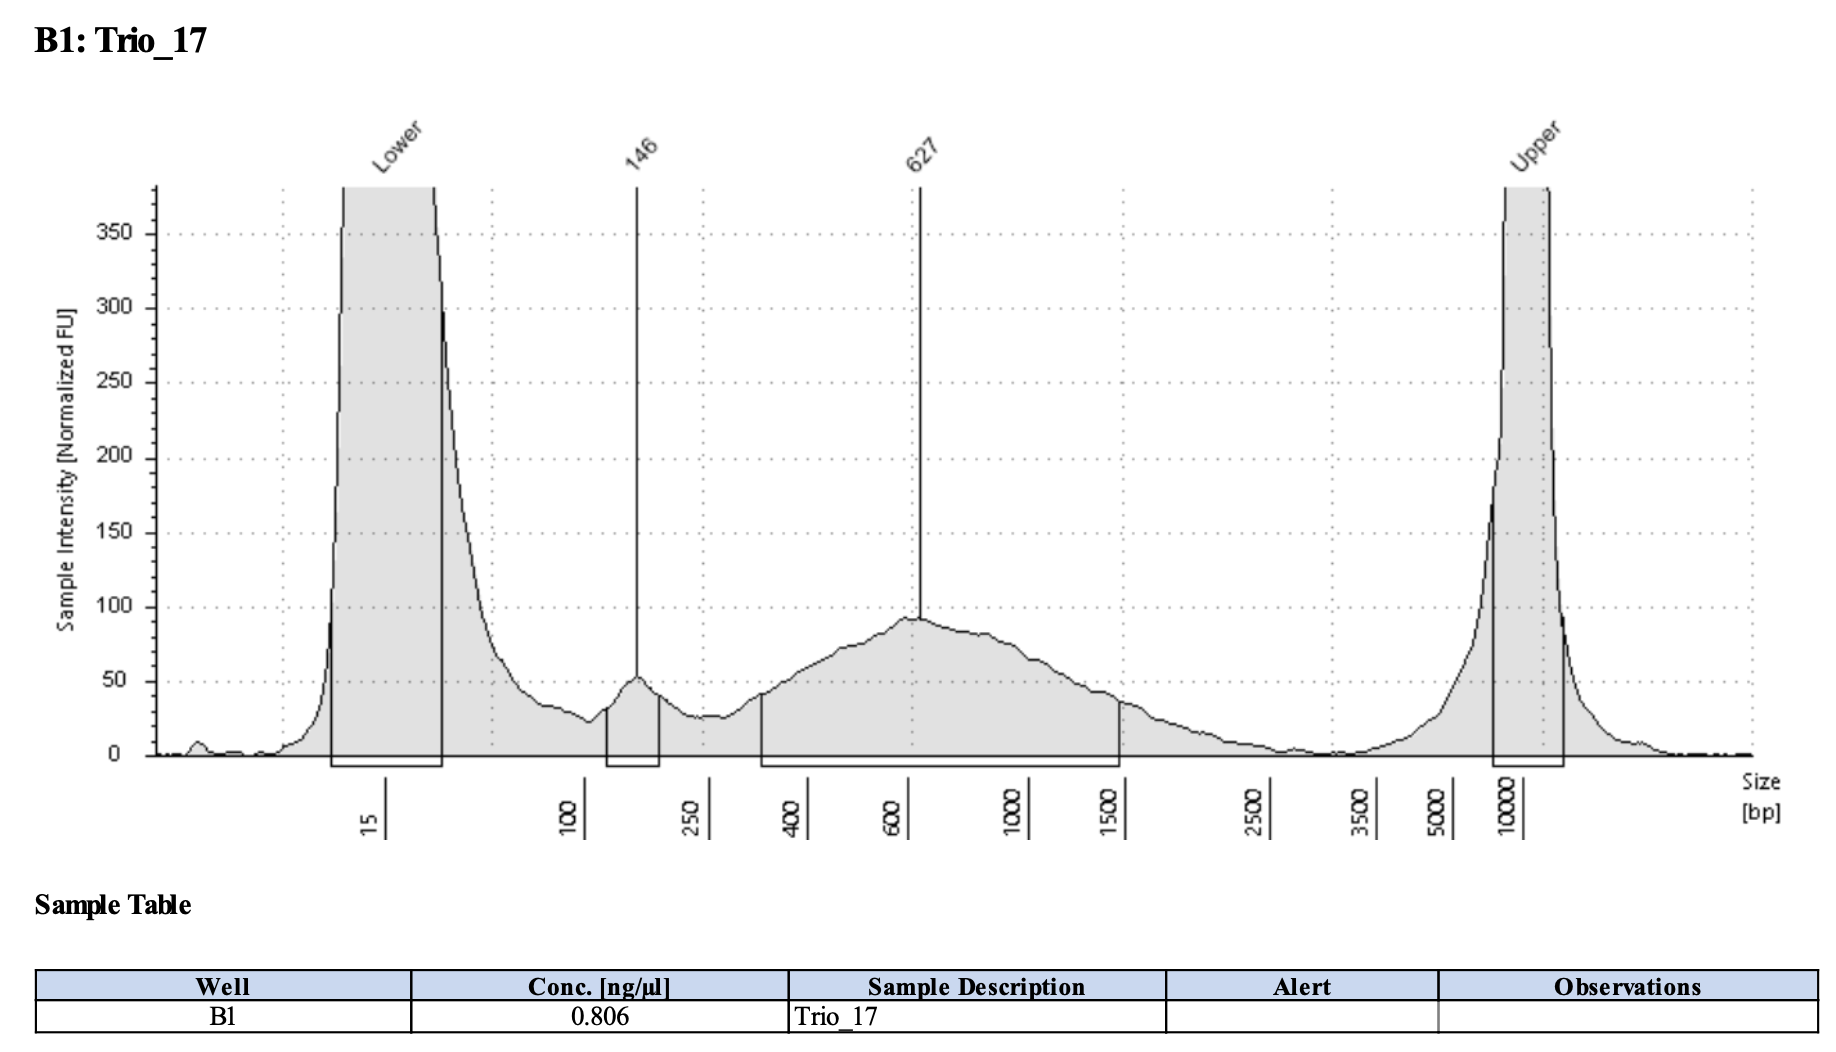 B1: Trio_17
Lower
146
627
Upper
Sample Intensity [Normalized FU]
350
300
250
200
150
100
50
0
15
100
250
400
600
1000
1500
2500
3500
5000
10000
Size
[bp]
Sample Table
Well Conc. [ng/µl] Sample Description Alert Observations
B1 0.806 Trio_17